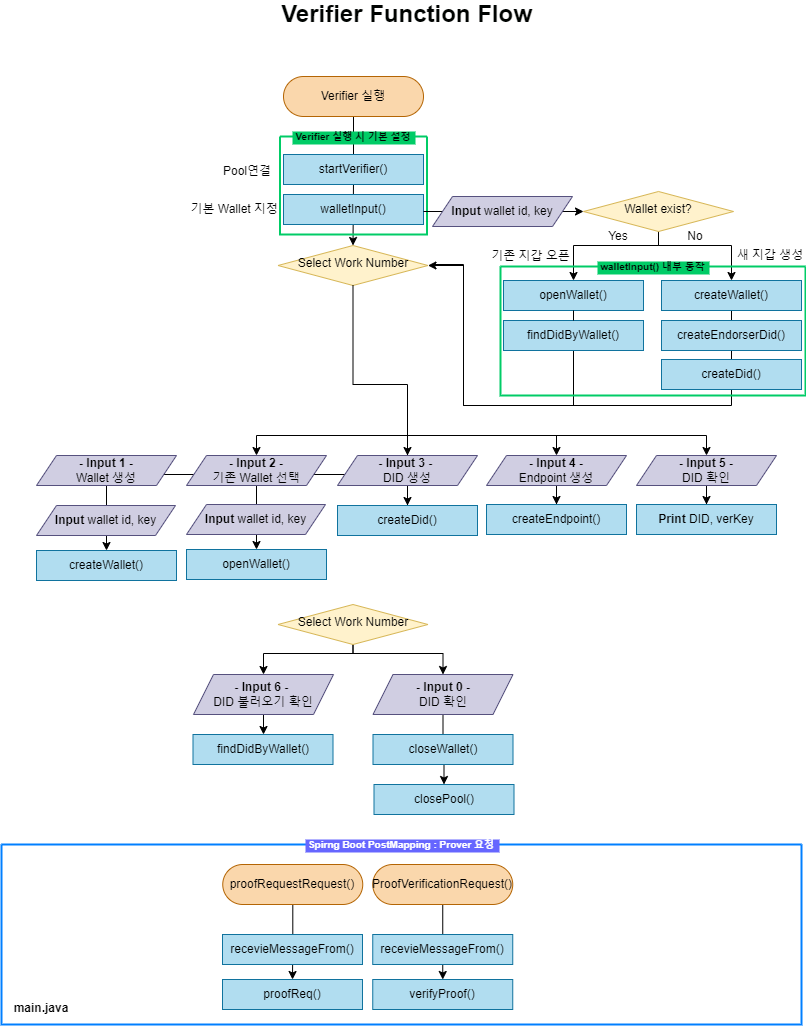 Verifier Function Flow
Verifier 실행
Verifier 실행 시 기본 설정
Pool연결
startVerifier()
기본 Wallet 지정
walletInput()
Input wallet id, key
Wallet exist?
Yes
No
기존 지갑 오픈
새 지갑 생성
Select Work Number
walletInput() 내부 동작
openWallet()
createWallet()
findDidByWallet()
createEndorserDid()
createDid()
- Input 1 -
Wallet 생성
- Input 2 -
기존 Wallet 선택
- Input 3 -
DID 생성
- Input 4 -
Endpoint 생성
- Input 5 -
DID 확인
Input wallet id, key
Input wallet id, key
createDid()
createEndpoint()
Print DID, verKey
createWallet()
openWallet()
Select Work Number
- Input 6 -
DID 불러오기 확인
- Input 0 -
DID 확인
findDidByWallet()
closeWallet()
closePool()
Spirng Boot PostMapping : Prover 요청
proofRequestRequest()
ProofVerificationRequest()
recevieMessageFrom()
recevieMessageFrom()
proofReq()
verifyProof()
main.java